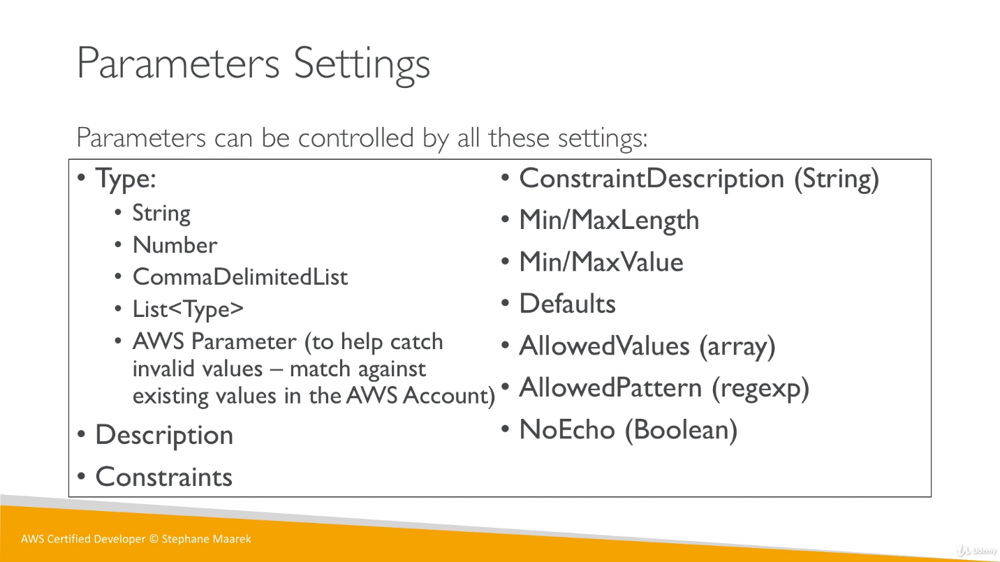 Parameters Settings
Parameters can be controlled by all these settings:
• Type:
• String
• Number
• CommaDelimitedList
• List<Type>
• AWS Parameter (to help catch
invalid values – match against
existing values in the AWS Account)
• Description
• Constraints
• ConstraintDescription (String)
• Min/MaxLength
• Min/MaxValue
• Defaults
• AllowedValues (array)
• AllowedPattern (regexp)
• NoEcho (Boolean)
AWS Certified Developer © Stephane Maarek
Udemy